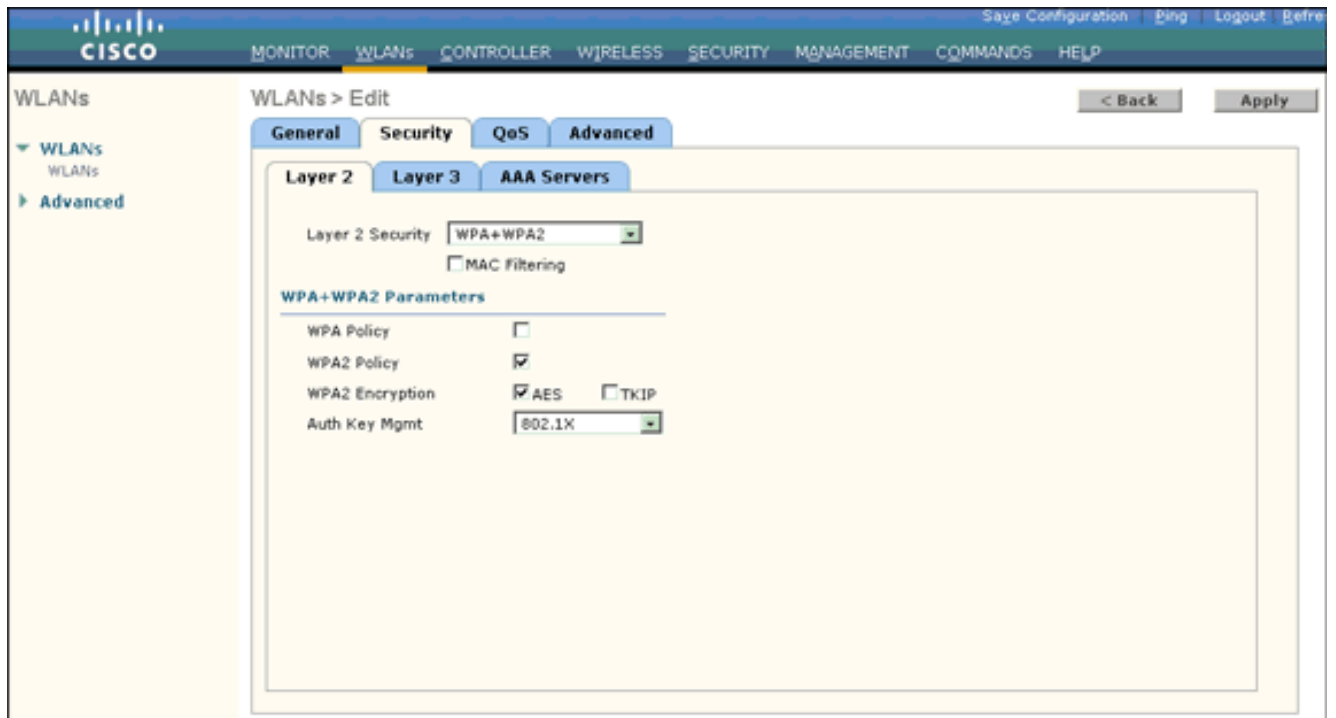 Save Configuration Ping Logout Refre
CISCO MONITOR WLANs CONTROLLER WIRELESS SECURITY MANAGEMENT COMMANDS HELP
WLANs
WLANs
WLANs
Advanced
WLANs > Edit
< Back Apply
General Security QoS Advanced
Layer 2 Layer 3 AAA Servers
Layer 2 Security WPA+WPA2
MAC Filtering
WPA+WPA2 Parameters
WPA Policy
WPA2 Policy
WPA2 Encryption AES TKIP
Auth Key Mgmt 802.1X